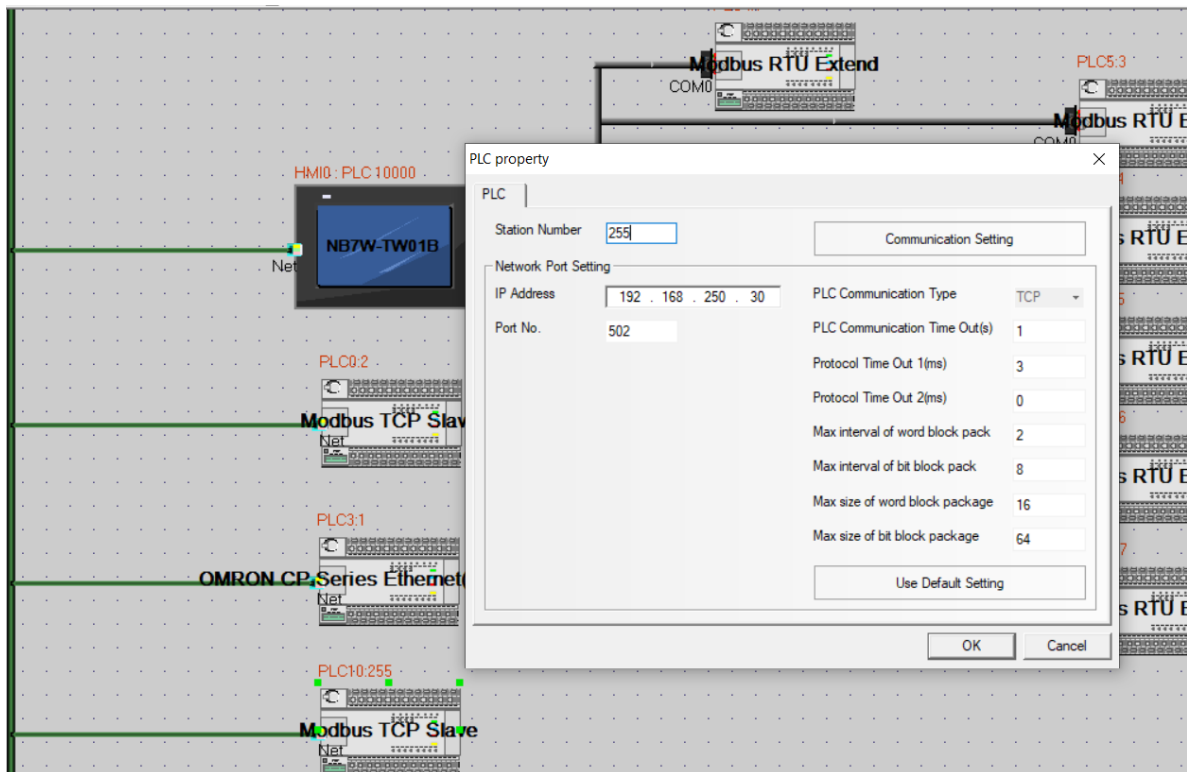 Modbus RTU Extend
COM0
PLC5:3
Modbus RTU E
COM0
HMI0 : PLC 10000
NB7W-TW01B
Net
PLC property
PLC
Station Number
255
Communication Setting
Network Port Setting
IP Address
192 . 168 . 250 . 30
PLC Communication Type
TCP
Port No.
502
PLC Communication Time Out(s)
1
Protocol Time Out 1(ms)
3
Protocol Time Out 2(ms)
0
Max interval of word block pack
2
Max interval of bit block pack
8
Max size of word block package
16
Max size of bit block package
64
Use Default Setting
OK
Cancel
4
s RTU E
5
s RTU E
6
s RTU E
7
s RTU E
PLC0:2
Modbus TCP Slav
Net
PLC3:1
OMRON CP Series Ethernet(
Net
PLC10:255
Modbus TCP Slave
Net